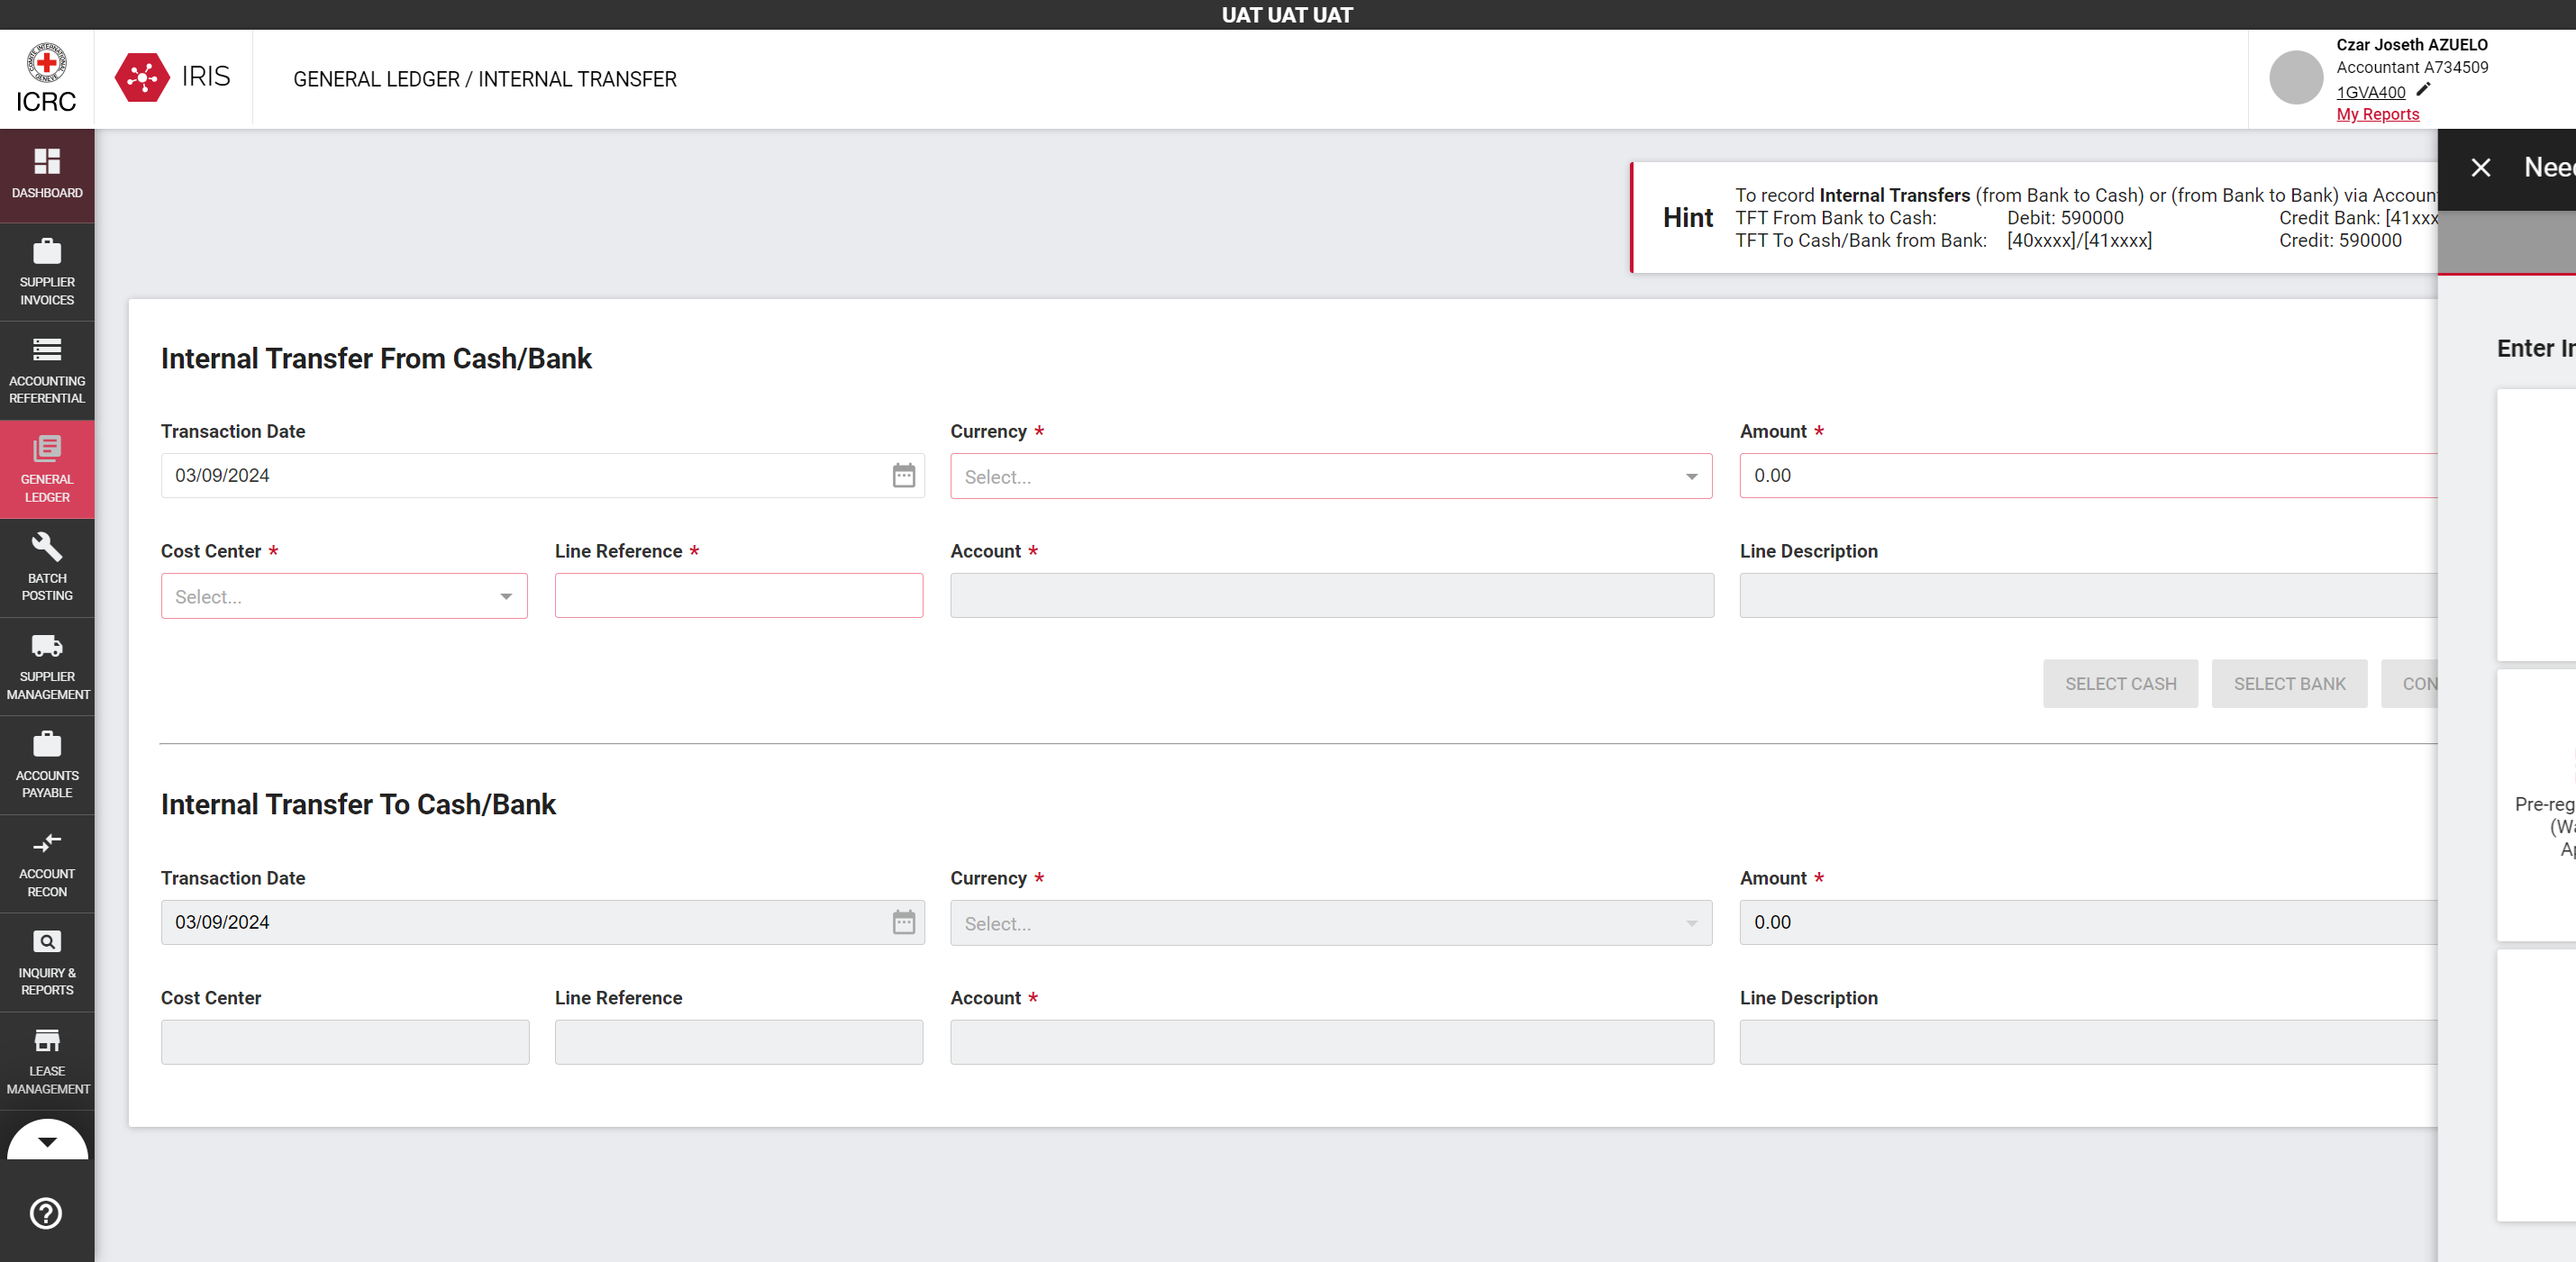 UAT UAT UAT
ICRC
IRIS
GENERAL LEDGER / INTERNAL TRANSFER
Czar Joseth AZUELO
Accountant A734509
1GVA400
My Reports
DASHBOARD
SUPPLIER
INVOICES
ACCOUNTING
REFERENTIAL
GENERAL
LEDGER
BATCH
POSTING
SUPPLIER
MANAGEMENT
ACCOUNTS
PAYABLE
ACCOUNT
RECON
INQUIRY &
REPORTS
LEASE
MANAGEMENT
Hint
To record Internal Transfers (from Bank to Cash) or (from Bank to Bank) via Accoun
TFT From Bank to Cash: Debit: 590000 Credit Bank: [41xxx
TFT To Cash/Bank from Bank: [40xxxx]/[41xxxx] Credit: 590000
Internal Transfer From Cash/Bank
Transaction Date Currency * Amount *
03/09/2024 Select... 0.00
Cost Center * Line Reference * Account * Line Description
Select...
SELECT CASH SELECT BANK CON
Internal Transfer To Cash/Bank
Transaction Date Currency * Amount *
03/09/2024 Select... 0.00
Cost Center Line Reference Account * Line Description
Nee
Enter In
Pre-reg
(Wa
Ap